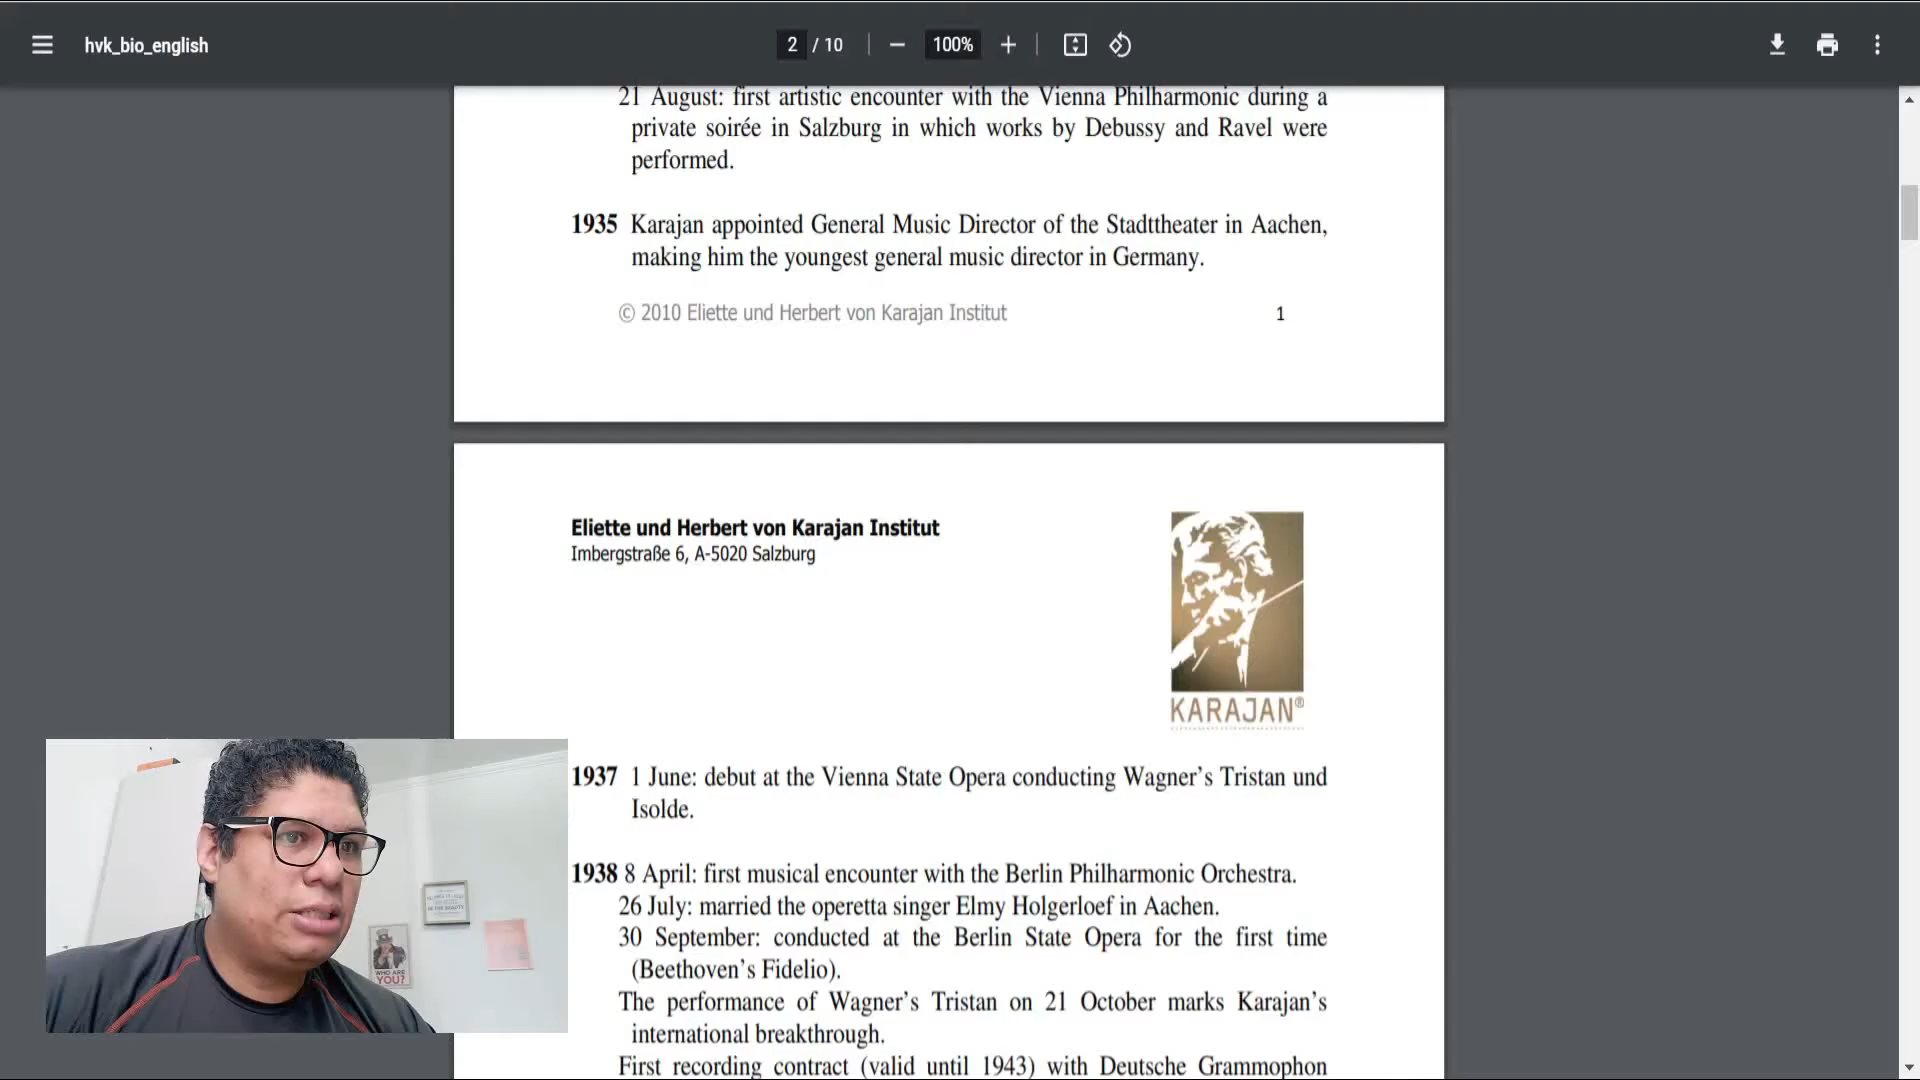 hvk_bio_english
2 / 10
100%
21 August: first artistic encounter with the Vienna Philharmonic during a
private soirée in Salzburg in which works by Debussy and Ravel were
performed.
1935 Karajan appointed General Music Director of the Stadttheater in Aachen,
making him the youngest general music director in Germany.
© 2010 Eliette und Herbert von Karajan Institut 1
Eliette und Herbert von Karajan Institut
Imbergstraße 6, A-5020 Salzburg
KARAJAN®
1937 1 June: debut at the Vienna State Opera conducting Wagner's Tristan und
Isolde.
1938 8 April: first musical encounter with the Berlin Philharmonic Orchestra.
26 July: married the operetta singer Elmy Holgerloef in Aachen.
30 September: conducted at the Berlin State Opera for the first time
(Beethoven's Fidelio).
The performance of Wagner's Tristan on 21 October marks Karajan's
international breakthrough.
First recording contract (valid until 1943) with Deutsche Grammophon
WHO ARE
YOU?